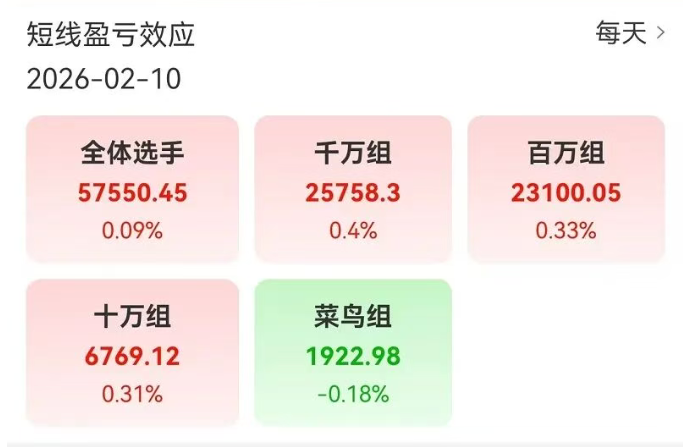 短线盈亏效应
每天 >
2026-02-10
全体选手
57550.45
0.09%
千万组
25758.3
0.4%
百万组
23100.05
0.33%
十万组
6769.12
0.31%
菜鸟组
1922.98
-0.18%